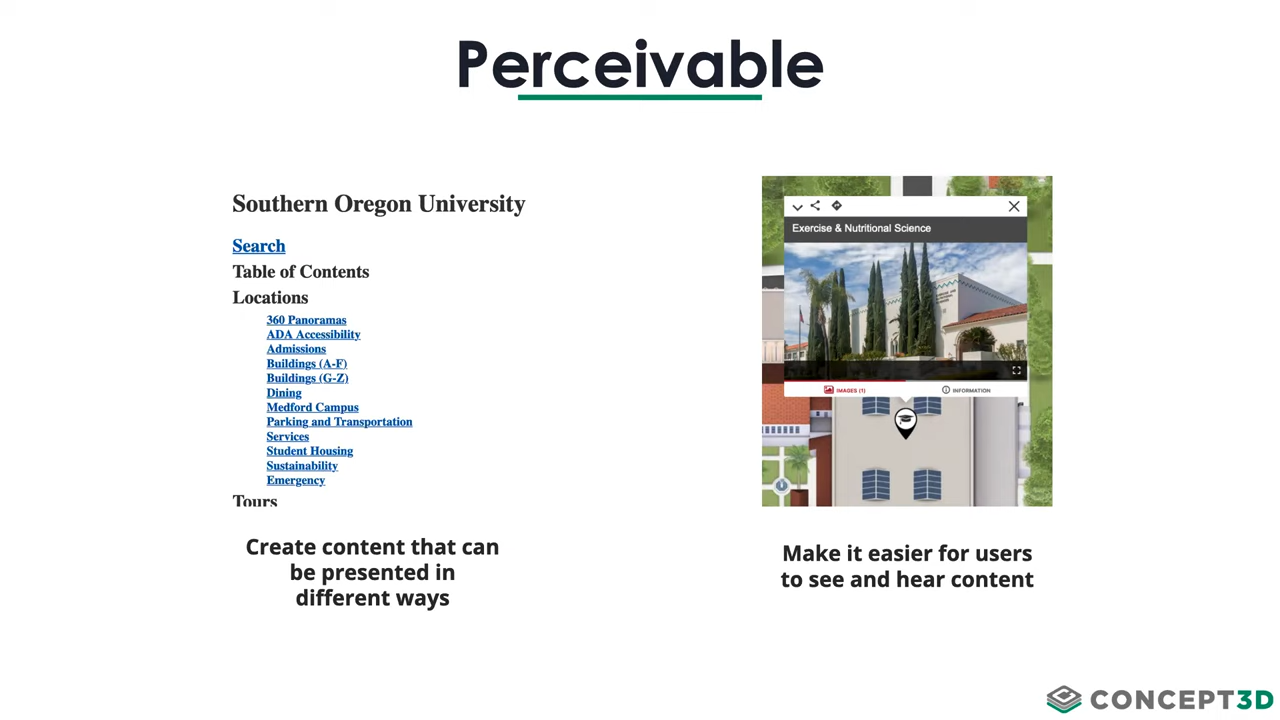 Perceivable
Southern Oregon University
Search
Table of Contents
Locations
360 Panoramas
ADA Accessibility
Admissions
Buildings (A-F)
Buildings (G-Z)
Dining
Medford Campus
Parking and Transportation
Services
Student Housing
Sustainability
Emergency
Tours
Create content that can
be presented in
different ways
Exercise & Nutritional Science
IMAGES (1)
INFORMATION
Make it easier for users
to see and hear content
CONCEPT3D